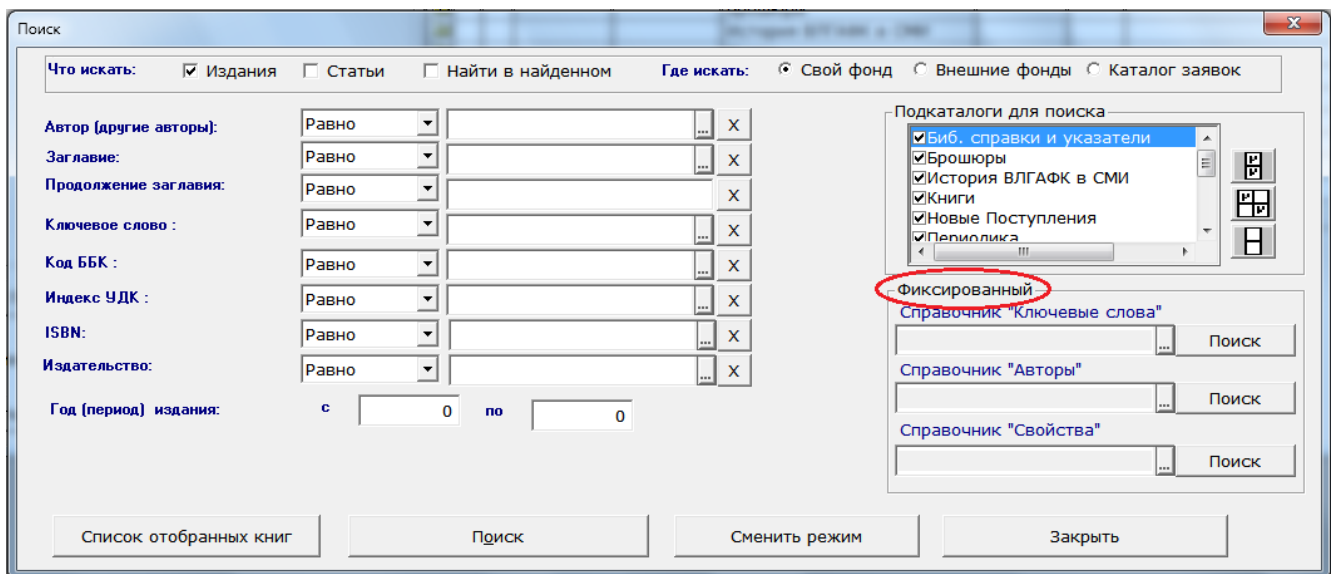 Поиск
Что искать: Издания Статьи Найти в найденном Где искать: Свой фонд Внешние фонды Каталог заявок
Автор (другие авторы): Равно ... X
Заглавие: Равно ... X
Продолжение заглавия: Равно X
Ключевое слово : Равно ... X
Код ББК : Равно ... X
Индекс УДК : Равно ... X
ISBN: Равно ... X
Издательство: Равно ... X
Год (период) издания: с 0 по 0
Подкаталоги для поиска
Биб. справки и указатели
Брошюры
История ВЛГАФК в СМИ
Книги
Новые Поступления
Периодика
Фиксированный
Справочник "Ключевые слова"
... Поиск
Справочник "Авторы"
... Поиск
Справочник "Свойства"
... Поиск
Список отобранных книг Поиск Сменить режим Закрыть